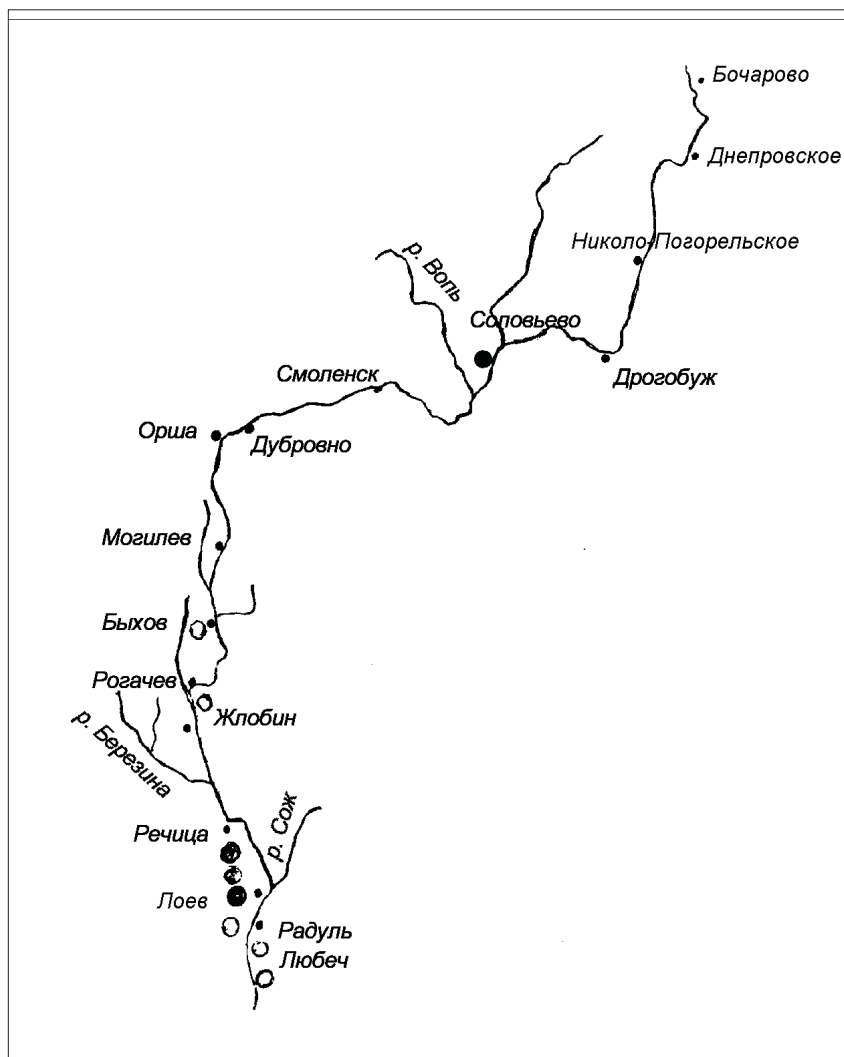 Бочарово
Днепровское
Николо-Погорельское
р. Вопь
Соловьево
Смоленск
Дрогобуж
Орша
Дубровно
Могилев
Быхов
Рогачев
Жлобин
р. Березина
Речица
р. Сож
Лоев
Радуль
Любеч